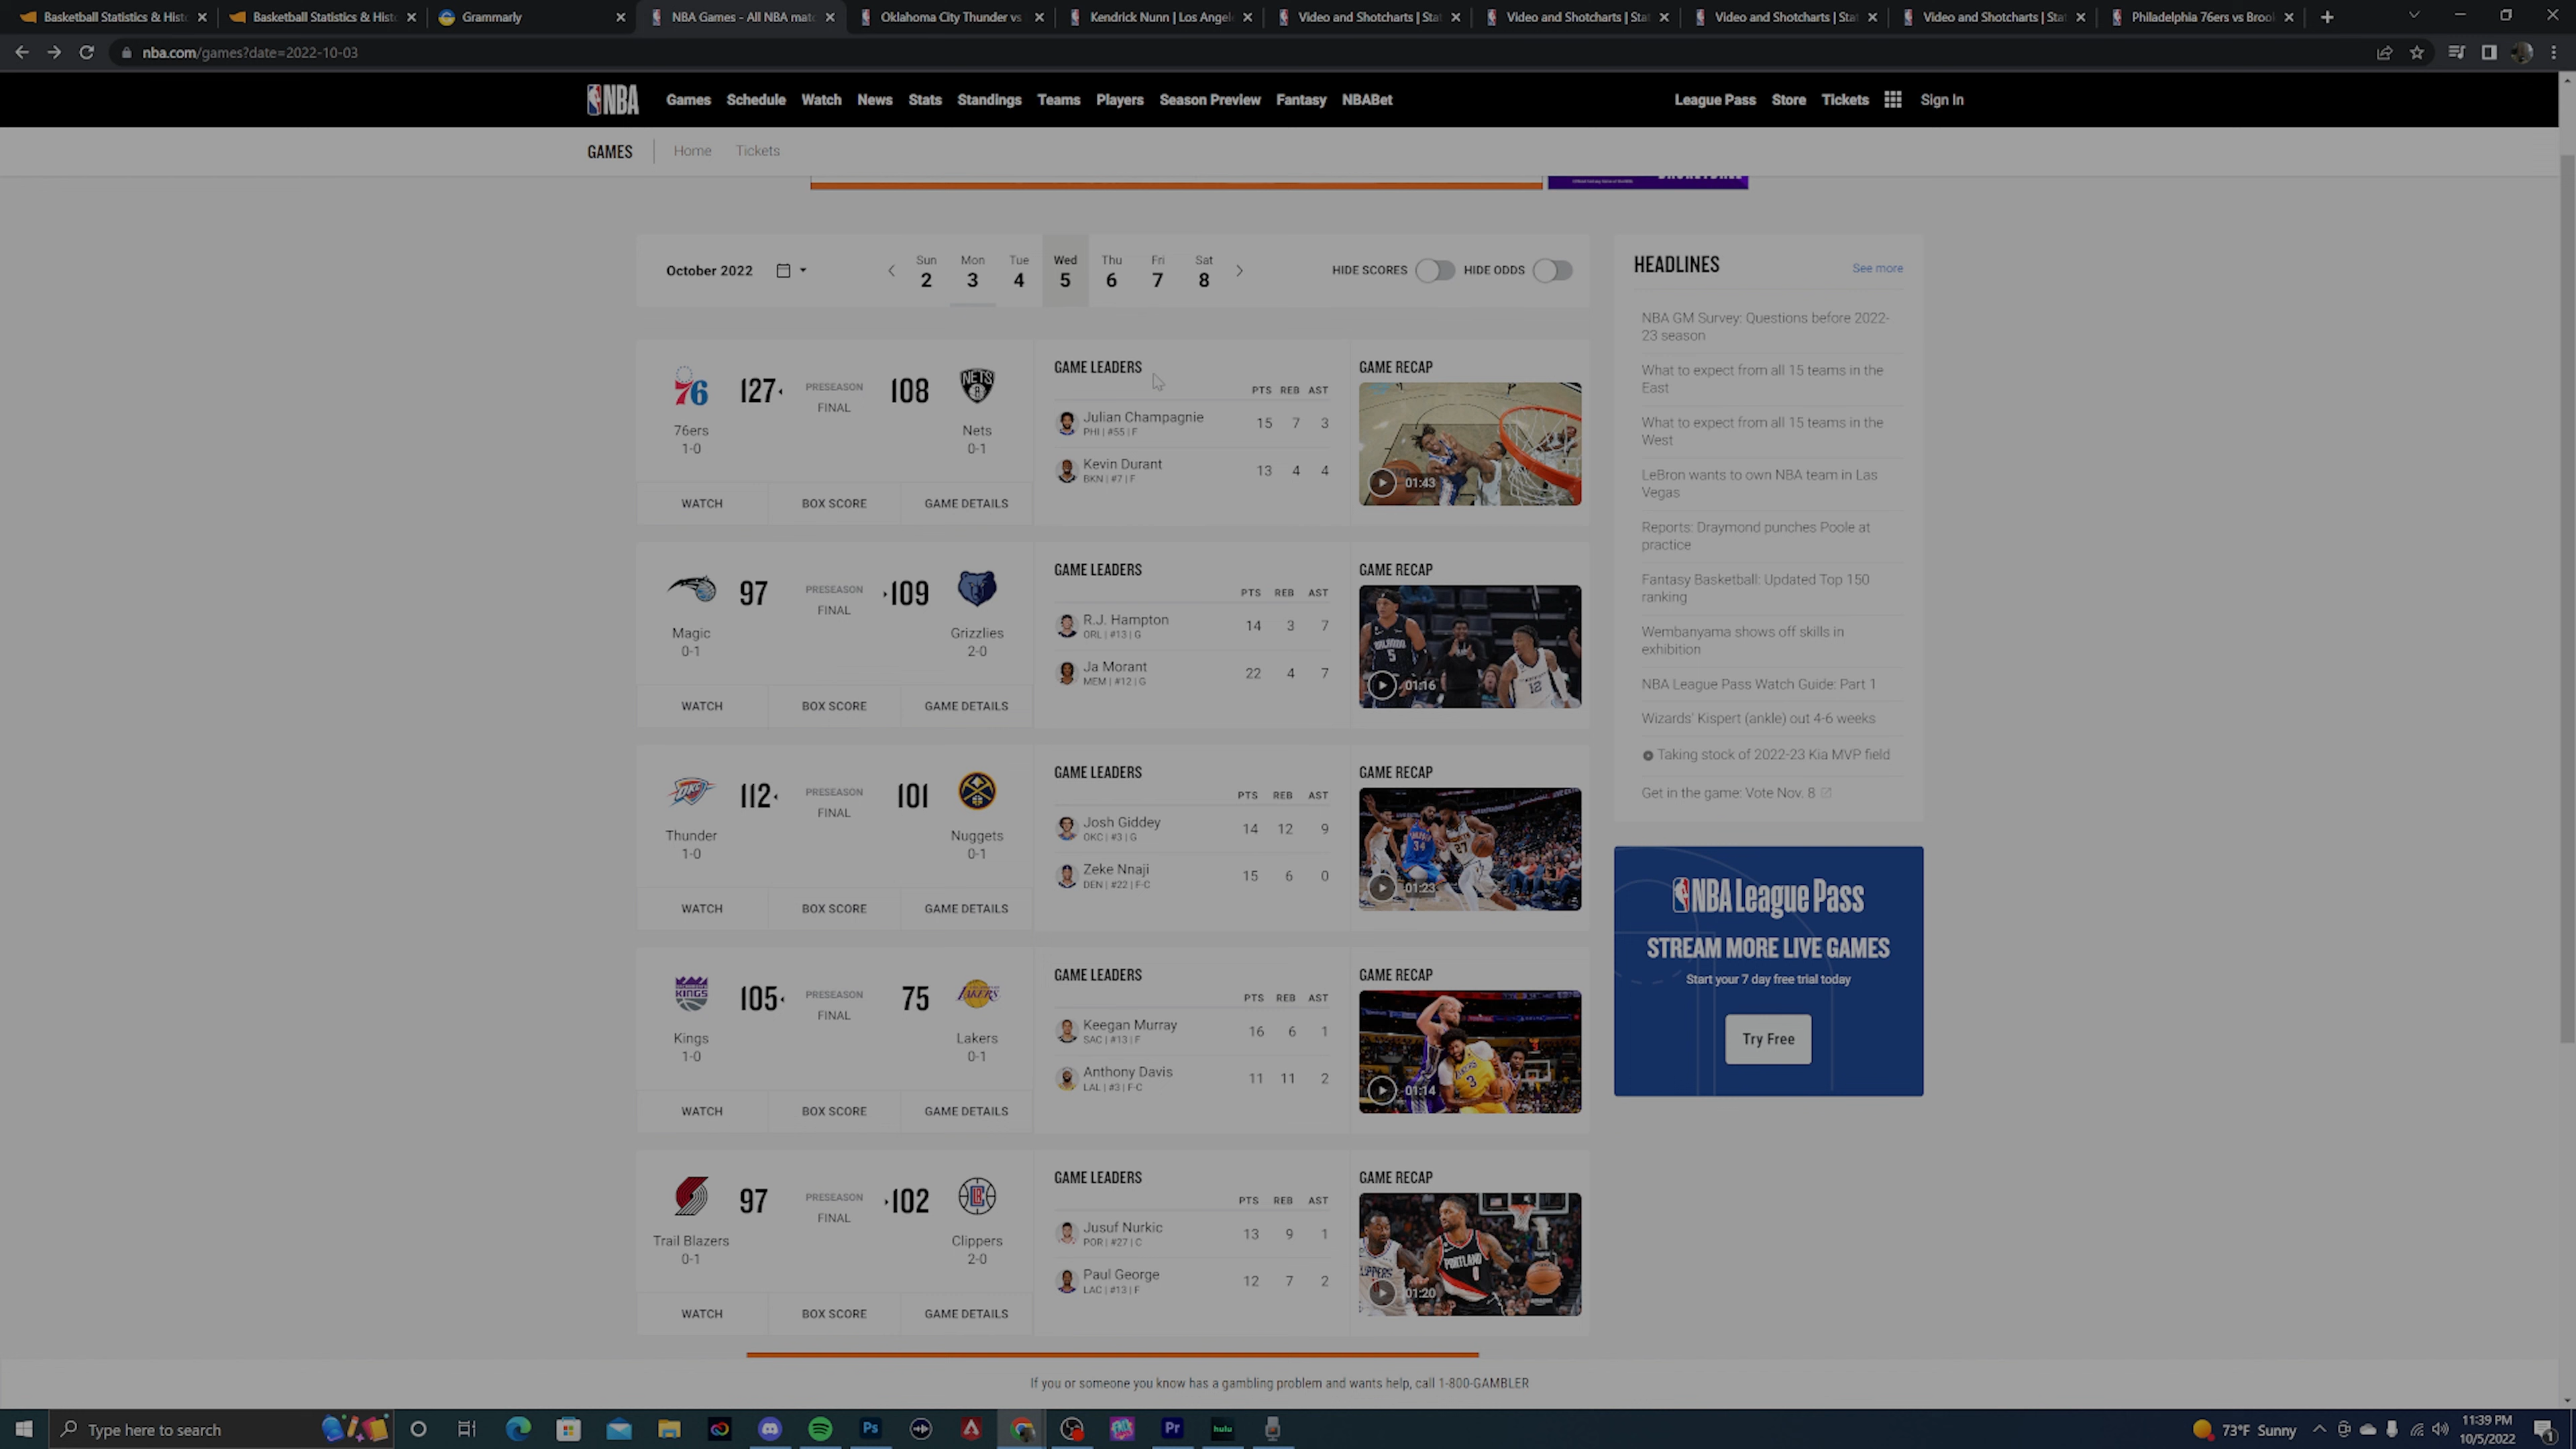 Basketball Statistics & Hist
Basketball Statistics & Hist
Grammarly
NBA Games - All NBA mat
Oklahoma City Thunder vs
Kendrick Nunn | Los Angel
Video and Shotcharts | Sta
Video and Shotcharts | Sta
Video and Shotcharts | Sta
Video and Shotcharts | Sta
Philadelphia 76ers vs Broo
nba.com/games?date=2022-10-03
NBA Games Schedule Watch News Stats Standings Teams Players Season Preview Fantasy NBABet League Pass Store Tickets Sign In
GAMES Home Tickets
October 2022
Sun Mon Tue Wed Thu Fri Sat
2 3 4 5 6 7 8
HIDE SCORES HIDE ODDS
76 127 PRESEASON FINAL 108 NETS B
76ers 1-0
Nets 0-1
WATCH BOX SCORE GAME DETAILS
GAME LEADERS
PTS REB AST
Julian Champagnie 15 7 3
PHI | #55 | F
Kevin Durant 13 4 4
BKN | #7 | F
GAME RECAP
01:43
97 PRESEASON FINAL 109
Magic 0-1
Grizzlies 2-0
WATCH BOX SCORE GAME DETAILS
GAME LEADERS
PTS REB AST
R.J. Hampton 14 3 7
ORL | #13 | G
Ja Morant 22 4 7
MEM | #12 | G
GAME RECAP
ORLANDO
5
12
01:16
OKC 112 PRESEASON FINAL 101
Thunder 1-0
Nuggets 0-1
WATCH BOX SCORE GAME DETAILS
GAME LEADERS
PTS REB AST
Josh Giddey 14 12 9
OKC | #3 | G
Zeke Nnaji 15 6 0
DEN | #22 | F-C
GAME RECAP
34
27
01:23
KINGS 105 PRESEASON FINAL 75 LAKERS
Kings 1-0
Lakers 0-1
WATCH BOX SCORE GAME DETAILS
GAME LEADERS
PTS REB AST
Keegan Murray 16 6 1
SAC | #13 | F
Anthony Davis 11 11 2
LAL | #3 | F-C
GAME RECAP
3
01:14
97 PRESEASON FINAL 102
Trail Blazers 0-1
Clippers 2-0
WATCH BOX SCORE GAME DETAILS
GAME LEADERS
PTS REB AST
Jusuf Nurkic 13 9 1
POR | #27 | C
Paul George 12 7 2
LAC | #13 | F
GAME RECAP
CLIPPERS
PORTLAND
0
01:20
HEADLINES See more
NBA GM Survey: Questions before 2022-
23 season
What to expect from all 15 teams in the
East
What to expect from all 15 teams in the
West
LeBron wants to own NBA team in Las
Vegas
Reports: Draymond punches Poole at
practice
Fantasy Basketball: Updated Top 150
ranking
Wembanyama shows off skills in
exhibition
NBA League Pass Watch Guide: Part 1
Wizards' Kispert (ankle) out 4-6 weeks
Taking stock of 2022-23 Kia MVP field
Get in the game: Vote Nov. 8
NBA League Pass
STREAM MORE LIVE GAMES
Start your 7 day free trial today
Try Free
If you or someone you know has a gambling problem and wants help, call 1-800-GAMBLER
Type here to search
Ps
Pr
hulu
73°F Sunny
11:39 PM
10/5/2022
1